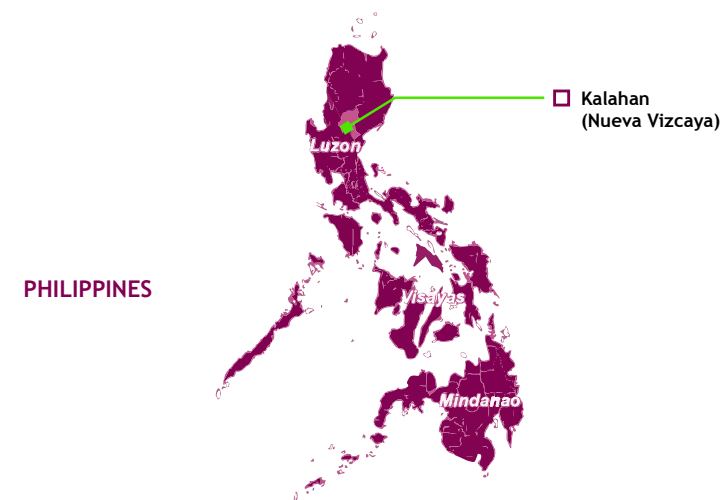 Kalahan
(Nueva Vizcaya)
Luzon
PHILIPPINES
Visayas
Mindanao